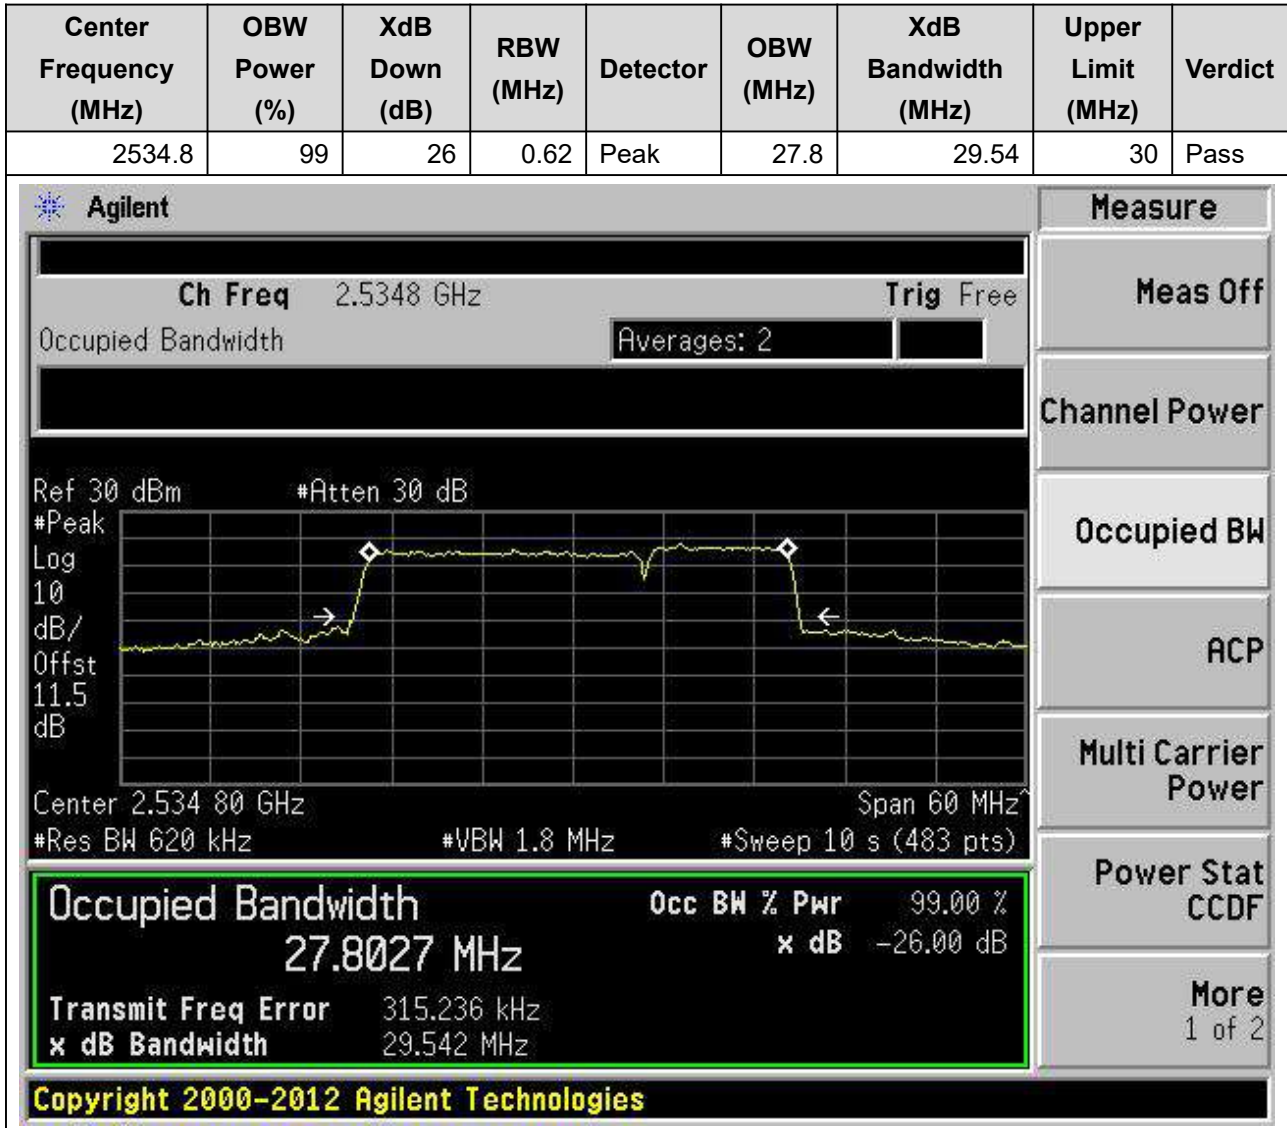 Center Frequency (MHz) OBW Power (%) XdB Down (dB) RBW (MHz) Detector OBW (MHz) XdB Bandwidth (MHz) Upper Limit (MHz) Verdict
2534.8 99 26 0.62 Peak 27.8 29.54 30 Pass
Agilent
Ch Freq 2.5348 GHz Trig Free
Occupied Bandwidth Averages: 2
Ref 30 dBm #Atten 30 dB
#Peak
Log
10
dB/
Offst
11.5
dB
Center 2.534 80 GHz Span 60 MHz^
#Res BW 620 kHz #VBW 1.8 MHz #Sweep 10 s (483 pts)
Occupied Bandwidth Occ BW % Pwr 99.00 %
27.8027 MHz x dB -26.00 dB
Transmit Freq Error 315.236 kHz
x dB Bandwidth 29.542 MHz
Copyright 2000-2012 Agilent Technologies
Measure
Meas Off
Channel Power
Occupied BW
ACP
Multi Carrier
Power
Power Stat
CCDF
More
1 of 2